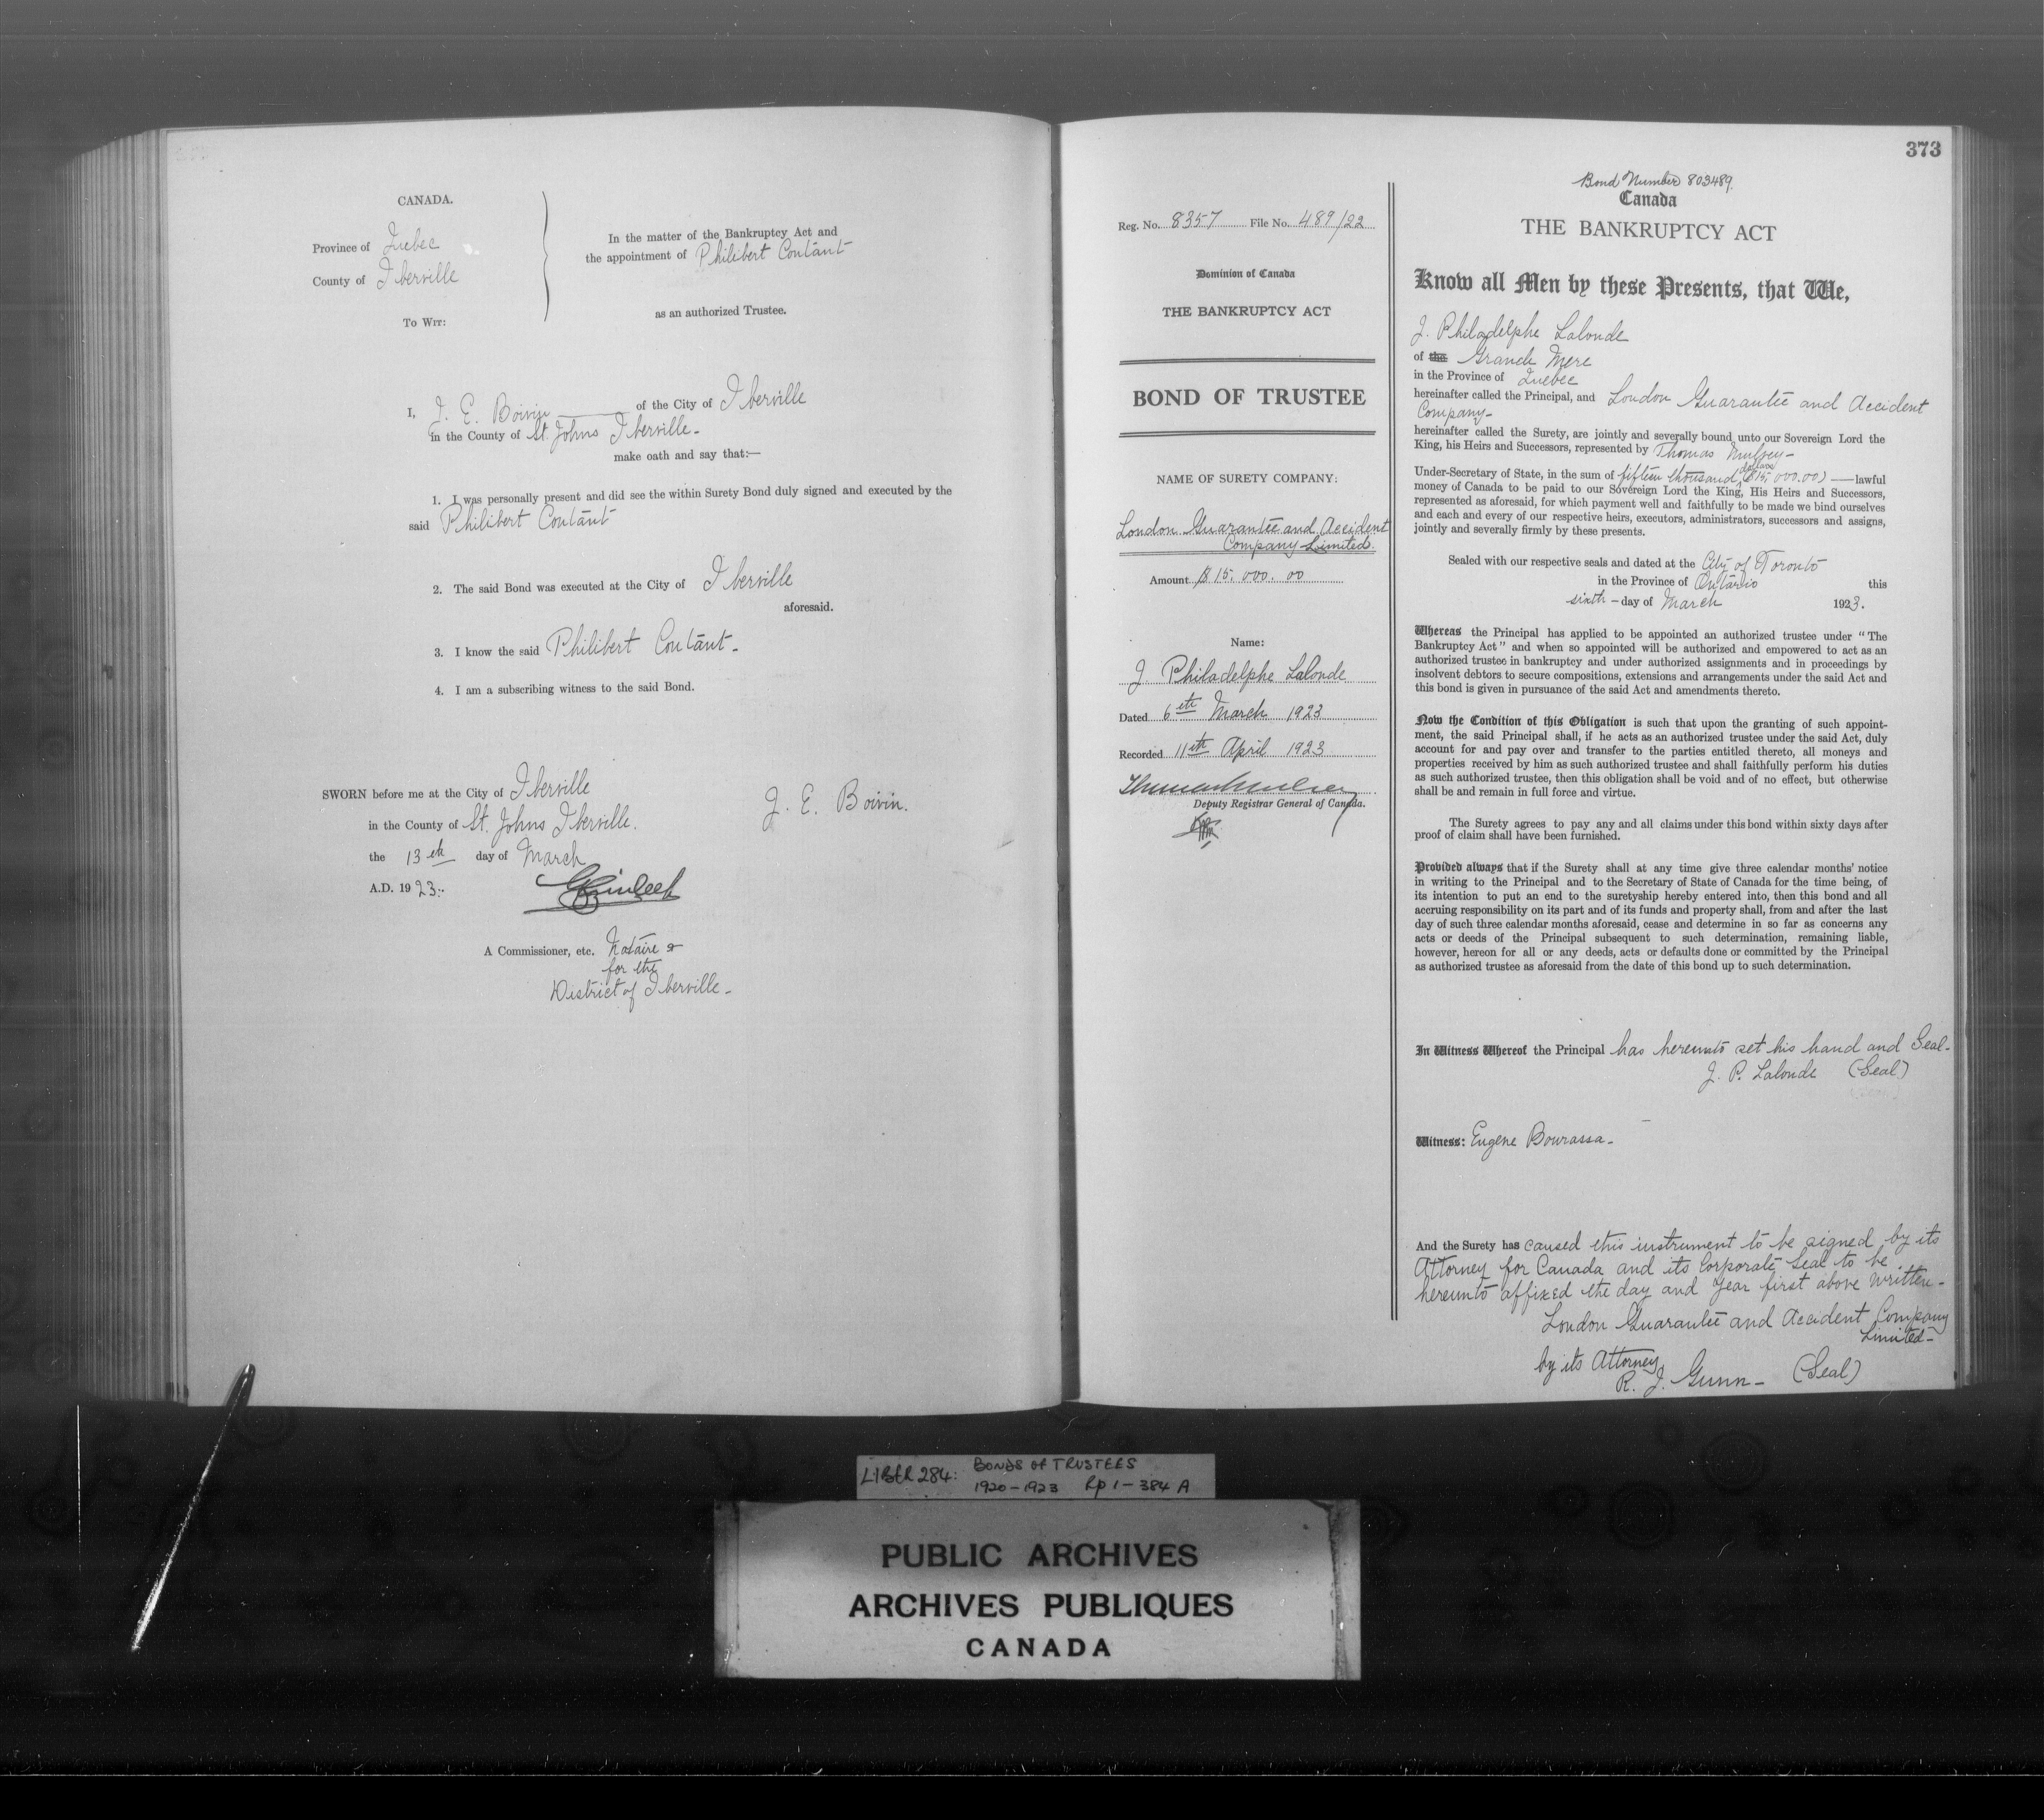 CANADA.
Province of Quebec
County of Iberville
To Wit:
In the matter of the Bankruptcy Act and
the appointment of Philibert Contant
as an authorized Trustee.
I, J. E. Boivin of the City of Iberville
in the County of St. Johns Iberville-
make oath and say that:—
1. I was personally present and did see the within Surety Bond duly signed and executed by the
said Philibert Contant
2. The said Bond was executed at the City of Iberville
aforesaid.
3. I know the said Philibert Contant-
4. I am a subscribing witness to the said Bond.
SWORN before me at the City of Iberville
in the County of St. Johns Iberville.
the 13th day of March
A.D. 1923.
J. E. Boivin.
A Commissioner, etc. Notaire &
for the
District of Iberville-
Reg. No. 8357 File No. 489/22
Dominion of Canada
THE BANKRUPTCY ACT
BOND OF TRUSTEE
NAME OF SURETY COMPANY:
London Guarantee and Accident
Company Limited.
Amount $15.000.00
Name:
J Philadelphe Lalonde
Dated 6th March 1923
Recorded 11th April 1923
Thomas Mulvey
Deputy Registrar General of Canada.
373
Bond Number 803489.
Canada
THE BANKRUPTCY ACT
Know all Men by these Presents, that We,
J. Philadelphe Lalonde
of the Grande Mere
in the Province of Quebec
hereinafter called the Principal, and London Guarantee and Accident
Company-
hereinafter called the Surety, are jointly and severally bound unto our Sovereign Lord the
King, his Heirs and Successors, represented by Thomas Mulvey-
Under-Secretary of State, in the sum of fifteen thousand dollars ($15,000.00) — lawful
money of Canada to be paid to our Sovereign Lord the King, His Heirs and Successors,
represented as aforesaid, for which payment well and faithfully to be made we bind ourselves
and each and every of our respective heirs, executors, administrators, successors and assigns,
jointly and severally firmly by these presents.
Sealed with our respective seals and dated at the City of Toronto
in the Province of Ontario this
sixth - day of March 1923.
Whereas the Principal has applied to be appointed an authorized trustee under "The
Bankruptcy Act" and when so appointed will be authorized and empowered to act as an
authorized trustee in bankruptcy and under authorized assignments and in proceedings by
insolvent debtors to secure compositions, extensions and arrangements under the said Act and
this bond is given in pursuance of the said Act and amendments thereto.
Now the Condition of this Obligation is such that upon the granting of such appoint-
ment, the said Principal shall, if he acts as an authorized trustee under the said Act, duly
account for and pay over and transfer to the parties entitled thereto, all moneys and
properties received by him as such authorized trustee and shall faithfully perform his duties
as such authorized trustee, then this obligation shall be void and of no effect, but otherwise
shall be and remain in full force and virtue.
The Surety agrees to pay any and all claims under this bond within sixty days after
proof of claim shall have been furnished.
Provided always that if the Surety shall at any time give three calendar months' notice
in writing to the Principal and to the Secretary of State of Canada for the time being, of
its intention to put an end to the suretyship hereby entered into, then this bond and all
accruing responsibility on its part and of its funds and property shall, from and after the last
day of such three calendar months aforesaid, cease and determine in so far as concerns any
acts or deeds of the Principal subsequent to such determination, remaining liable,
however, hereon for all or any deeds, acts or defaults done or committed by the Principal
as authorized trustee as aforesaid from the date of this bond up to such determination.
In Witness Whereof the Principal has hereunto set his hand and Seal-
J. P. Lalonde (Seal)
Witness: Eugene Bourassa-
And the Surety has caused this instrument to be signed by its
Attorney for Canada and its Corporate Seal to be
hereunto affixed the day and year first above written-
London Guarantee and Accident Company
Limited-
by its Attorney
R. J. Gunn- (Seal)
LIBER 284: BONDS OF TRUSTEES
1920-1923 Rp 1-384 A
PUBLIC ARCHIVES
ARCHIVES PUBLIQUES
CANADA